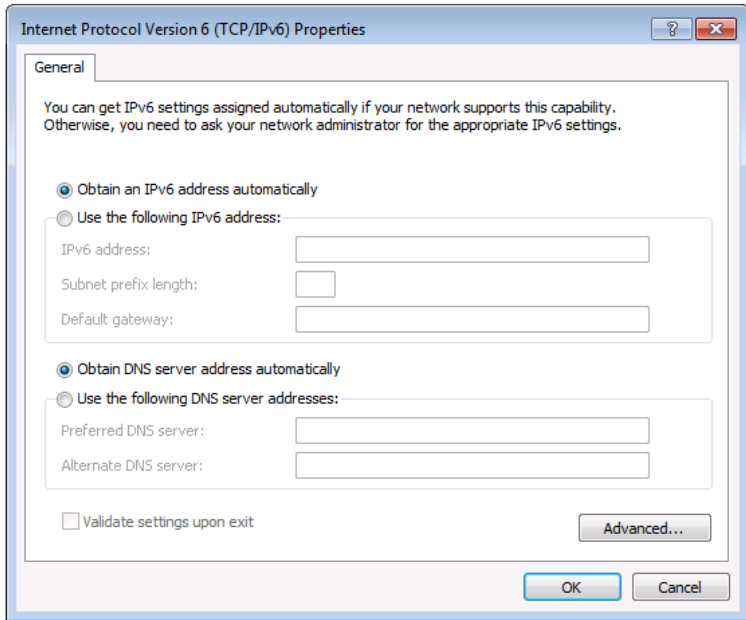 Internet Protocol Version 6 (TCP/IPv6) Properties
?
General
You can get IPv6 settings assigned automatically if your network supports this capability.
Otherwise, you need to ask your network administrator for the appropriate IPv6 settings.
Obtain an IPv6 address automatically
Use the following IPv6 address:
IPv6 address:
Subnet prefix length:
Default gateway:
Obtain DNS server address automatically
Use the following DNS server addresses:
Preferred DNS server:
Alternate DNS server:
Validate settings upon exit
Advanced...
OK Cancel